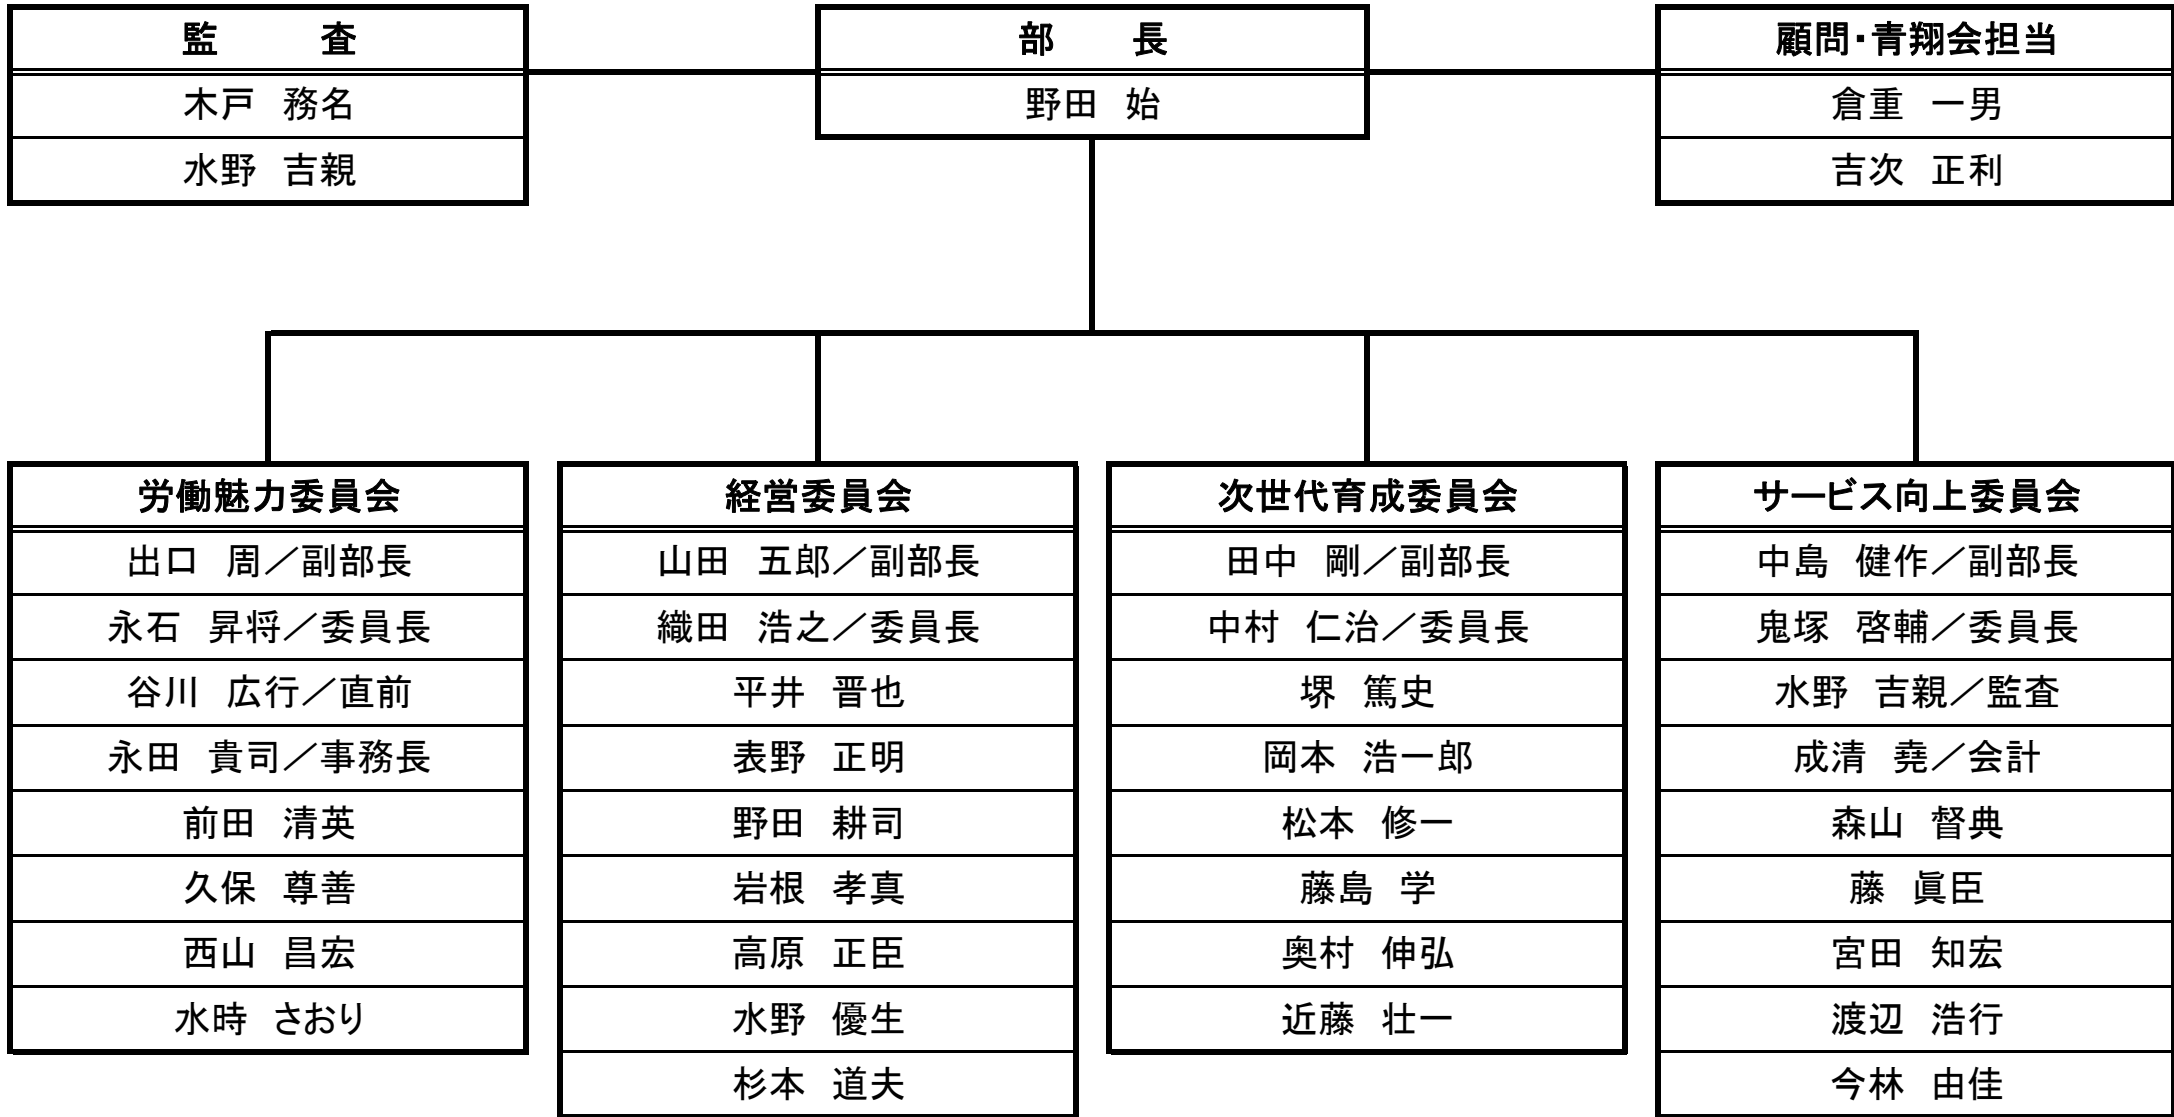 監　査
木戸　務名
水野　吉親
部　長
野田　始
顧問・青翔会担当
倉重　一男
吉次　正利
労働魅力委員会
出口　周／副部長
永石　昇将／委員長
谷川　広行／直前
永田　貴司／事務長
前田　清英
久保　尊善
西山　昌宏
水時　さおり
経営委員会
山田　五郎／副部長
織田　浩之／委員長
平井　晋也
表野　正明
野田　耕司
岩根　孝真
高原　正臣
水野　優生
杉本　道夫
次世代育成委員会
田中　剛／副部長
中村　仁治／委員長
堺　篤史
岡本　浩一郎
松本　修一
藤島　学
奥村　伸弘
近藤　壮一
サービス向上委員会
中島　健作／副部長
鬼塚　啓輔／委員長
水野　吉親／監査
成清　堯／会計
森山　督典
藤　眞臣
宮田　知宏
渡辺　浩行
今林　由佳